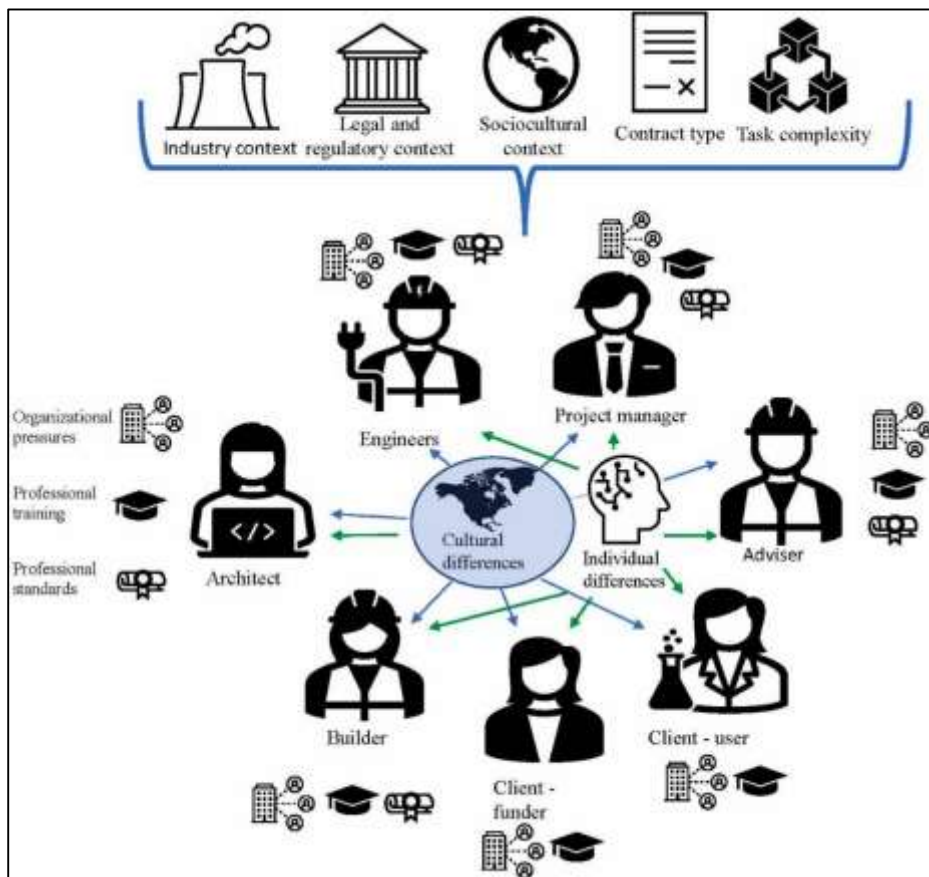 Industry context
Legal and
regulatory context
Sociocultural
context
Contract type
Task complexity
Engineers
Project manager
Organizational
pressures
Professional
training
Professional
standards
</>
Architect
Cultural
differences
Individual
differences
Adviser
Builder
Client -
funder
Client - user